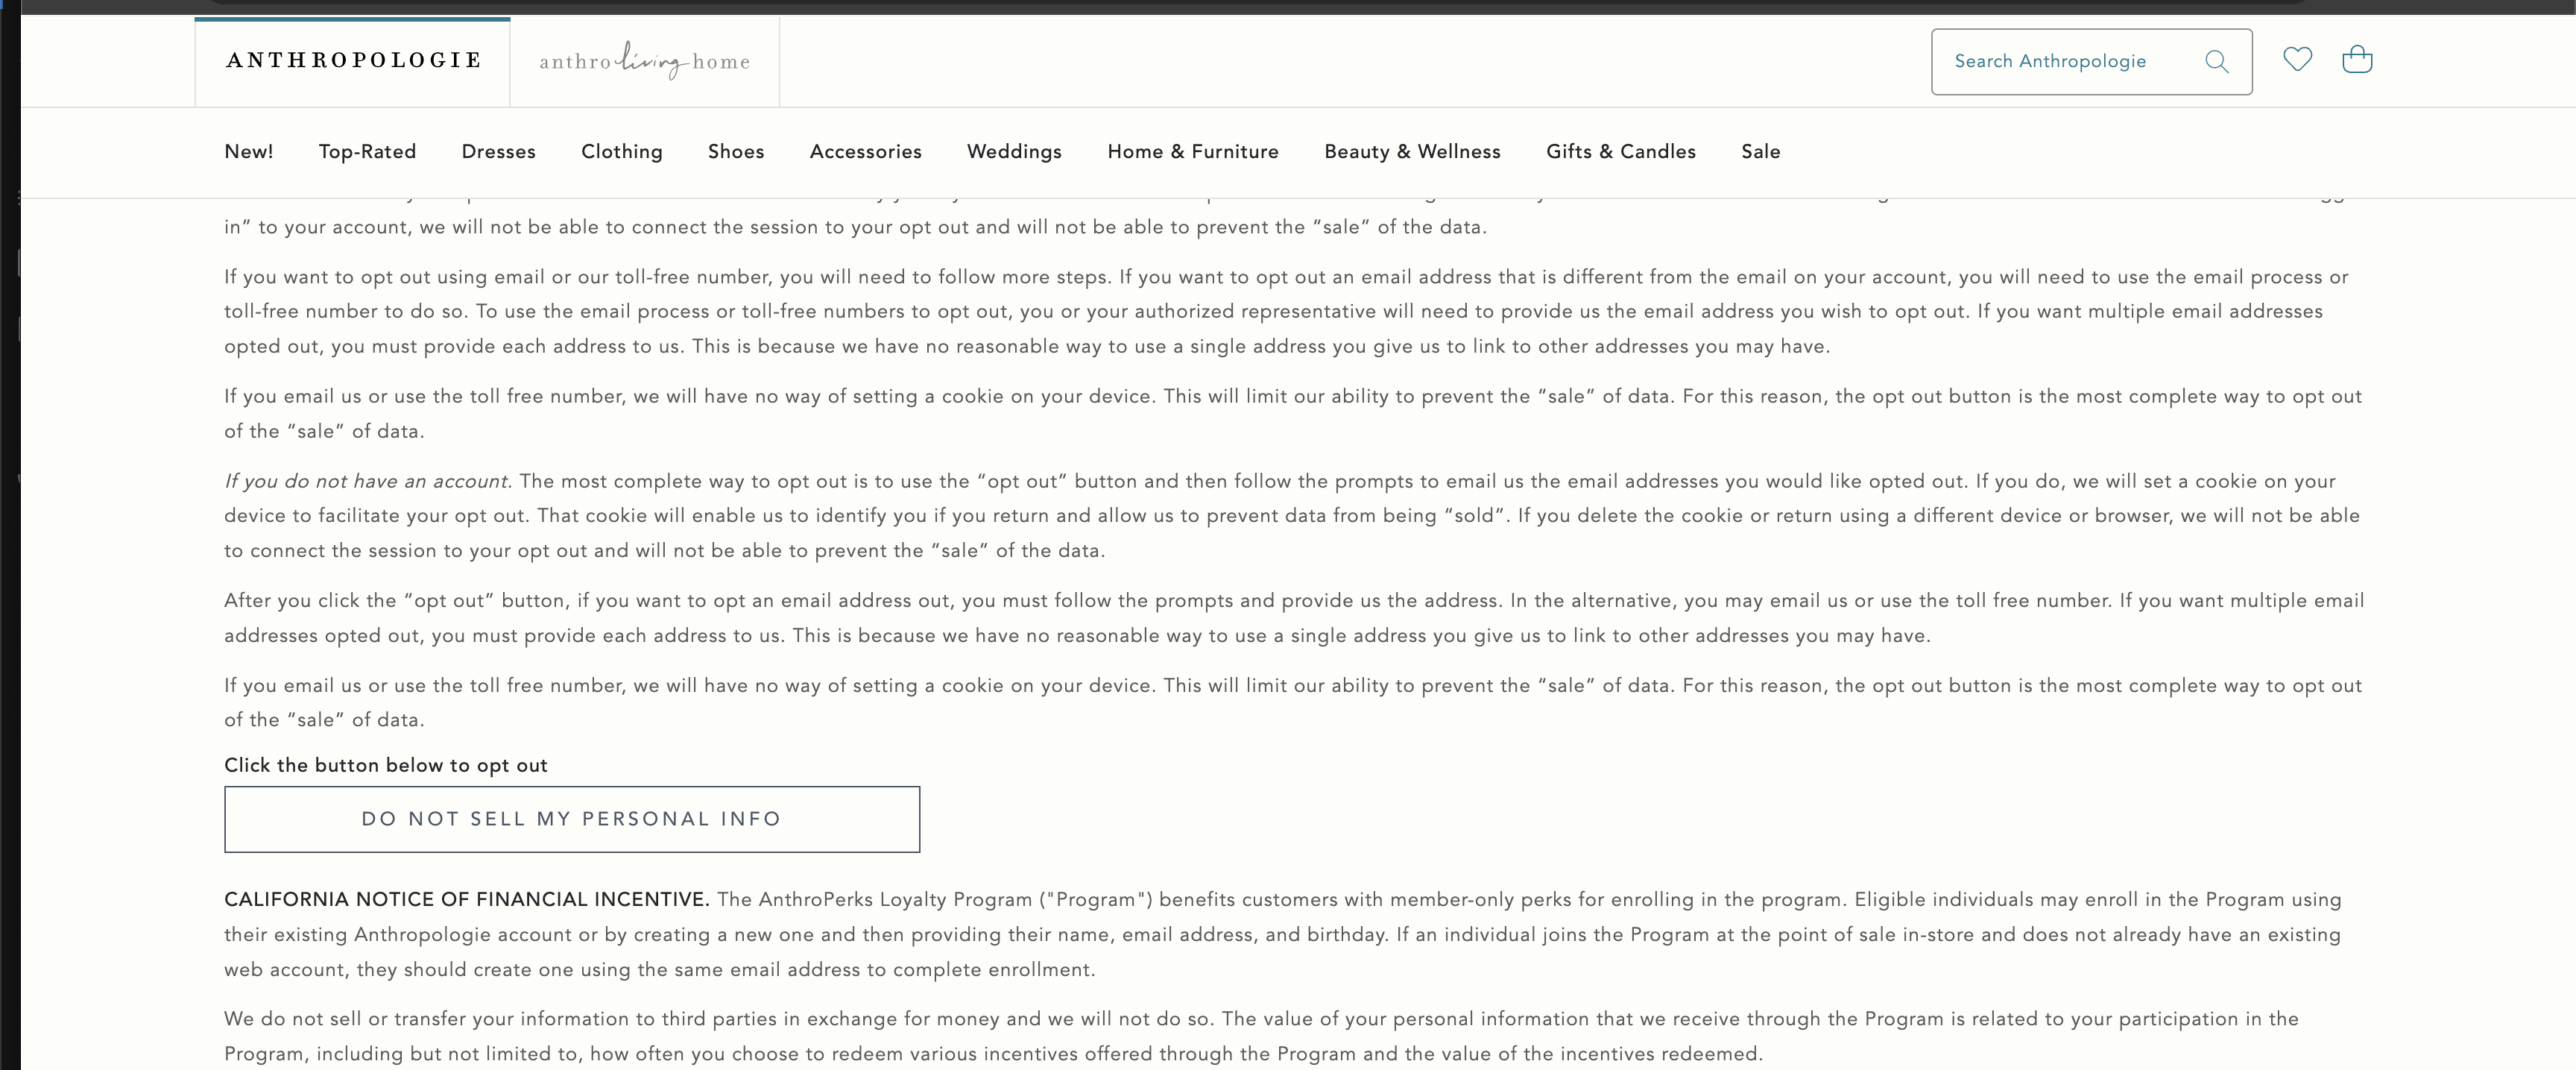 ANTHROPOLOGIE
anthro living home
Search Anthropologie
New! Top-Rated Dresses Clothing Shoes Accessories Weddings Home & Furniture Beauty & Wellness Gifts & Candles Sale
in” to your account, we will not be able to connect the session to your opt out and will not be able to prevent the “sale” of the data.
If you want to opt out using email or our toll-free number, you will need to follow more steps. If you want to opt out an email address that is different from the email on your account, you will need to use the email process or
toll-free number to do so. To use the email process or toll-free numbers to opt out, you or your authorized representative will need to provide us the email address you wish to opt out. If you want multiple email addresses
opted out, you must provide each address to us. This is because we have no reasonable way to use a single address you give us to link to other addresses you may have.
If you email us or use the toll free number, we will have no way of setting a cookie on your device. This will limit our ability to prevent the “sale” of data. For this reason, the opt out button is the most complete way to opt out
of the “sale” of data.
If you do not have an account. The most complete way to opt out is to use the “opt out” button and then follow the prompts to email us the email addresses you would like opted out. If you do, we will set a cookie on your
device to facilitate your opt out. That cookie will enable us to identify you if you return and allow us to prevent data from being “sold”. If you delete the cookie or return using a different device or browser, we will not be able
to connect the session to your opt out and will not be able to prevent the “sale” of the data.
After you click the “opt out” button, if you want to opt an email address out, you must follow the prompts and provide us the address. In the alternative, you may email us or use the toll free number. If you want multiple email
addresses opted out, you must provide each address to us. This is because we have no reasonable way to use a single address you give us to link to other addresses you may have.
If you email us or use the toll free number, we will have no way of setting a cookie on your device. This will limit our ability to prevent the “sale” of data. For this reason, the opt out button is the most complete way to opt out
of the “sale” of data.
Click the button below to opt out
DO NOT SELL MY PERSONAL INFO
CALIFORNIA NOTICE OF FINANCIAL INCENTIVE. The AnthroPerks Loyalty Program ("Program") benefits customers with member-only perks for enrolling in the program. Eligible individuals may enroll in the Program using
their existing Anthropologie account or by creating a new one and then providing their name, email address, and birthday. If an individual joins the Program at the point of sale in-store and does not already have an existing
web account, they should create one using the same email address to complete enrollment.
We do not sell or transfer your information to third parties in exchange for money and we will not do so. The value of your personal information that we receive through the Program is related to your participation in the
Program, including but not limited to, how often you choose to redeem various incentives offered through the Program and the value of the incentives redeemed.